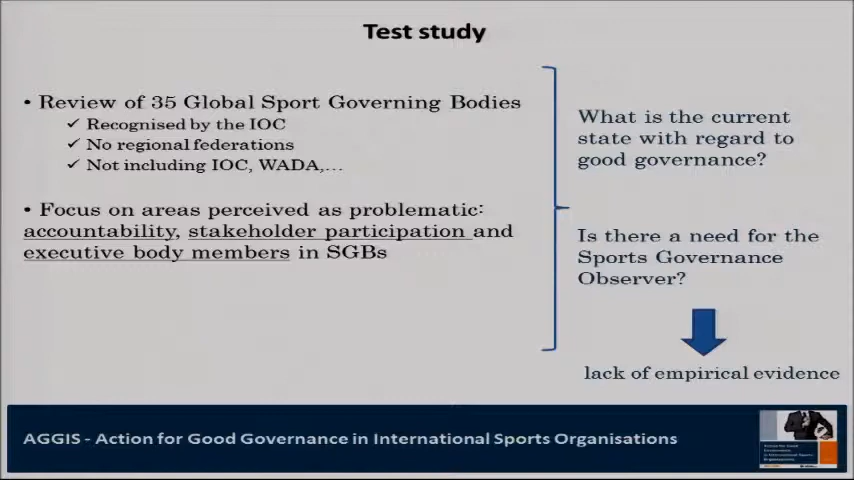 Test study
• Review of 35 Global Sport Governing Bodies
✓ Recognised by the IOC
✓ No regional federations
✓ Not including IOC, WADA,…
• Focus on areas perceived as problematic:
accountability, stakeholder participation and
executive body members in SGBs
What is the current
state with regard to
good governance?
Is there a need for the
Sports Governance
Observer?
lack of empirical evidence
AGGIS - Action for Good Governance in International Sports Organisations